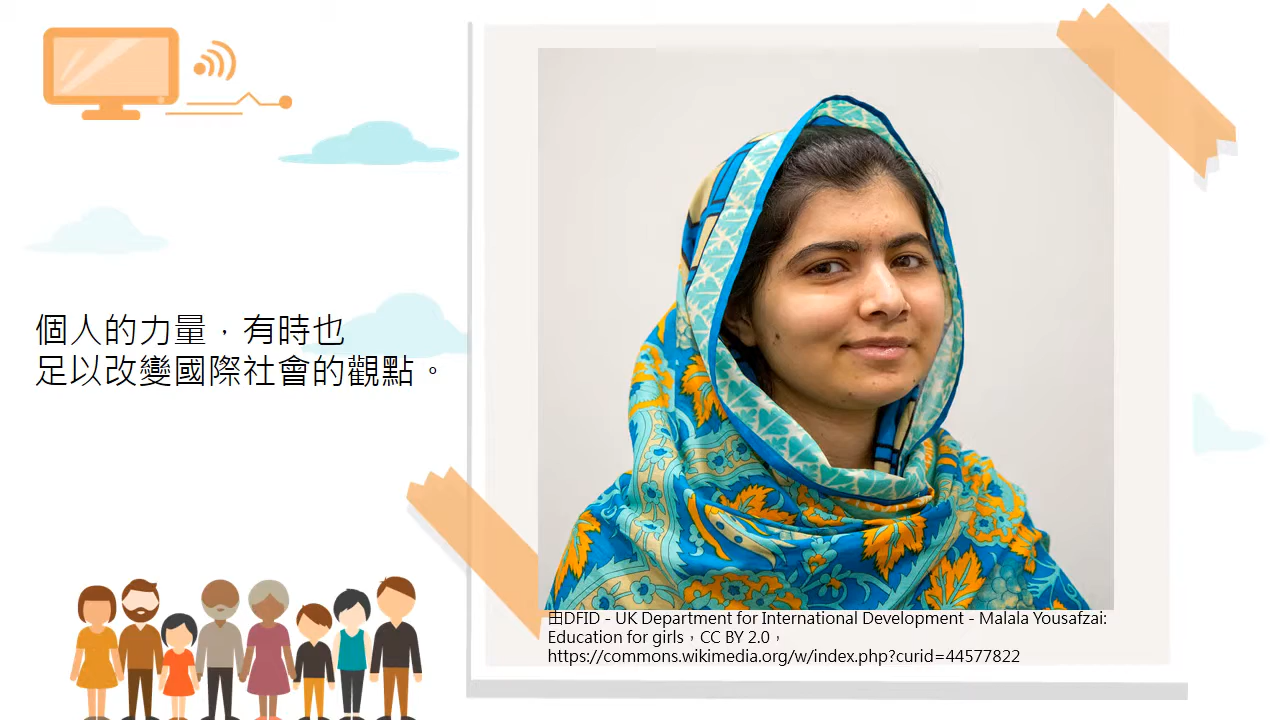 個人的力量，有時也
足以改變國際社會的觀點。
由DFID - UK Department for International Development - Malala Yousafzai:
Education for girls，CC BY 2.0，
https://commons.wikimedia.org/w/index.php?curid=44577822